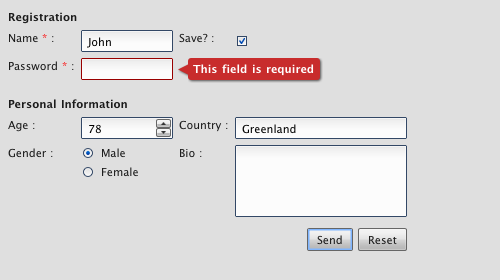 Registration
Name * : John Save? :
Password * : This field is required
Personal Information
Age : 78 Country : Greenland
Gender : Male Bio :
Female
Send Reset